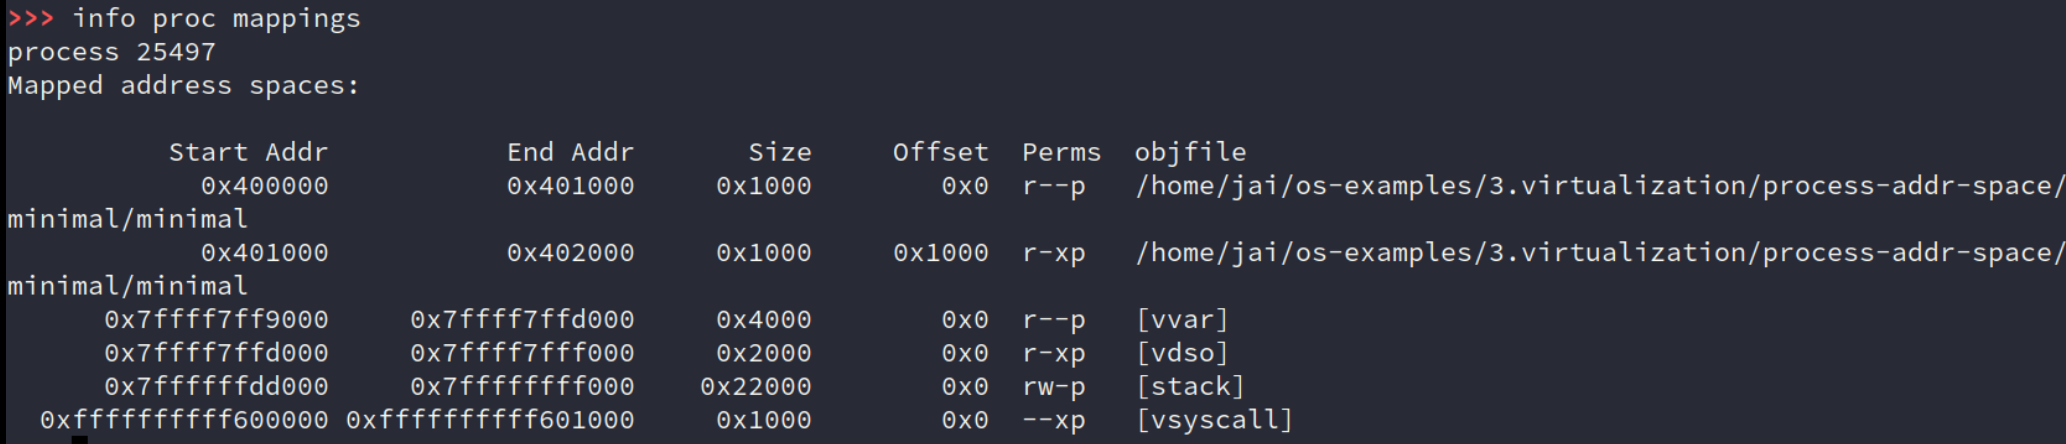 >>> info proc mappings
process 25497
Mapped address spaces:
Start Addr End Addr Size Offset Perms objfile
0x400000 0x401000 0x1000 0x0 r--p /home/jai/os-examples/3.virtualization/process-addr-space/
minimal/minimal
0x401000 0x402000 0x1000 0x1000 r-xp /home/jai/os-examples/3.virtualization/process-addr-space/
minimal/minimal
0x7ffff7ff9000 0x7ffff7ffd000 0x4000 0x0 r--p [vvar]
0x7ffff7ffd000 0x7ffff7fff000 0x2000 0x0 r-xp [vdso]
0x7ffffffdd000 0x7ffffffff000 0x22000 0x0 rw-p [stack]
0xffffffffff600000 0xffffffffff601000 0x1000 0x0 --xp [vsyscall]